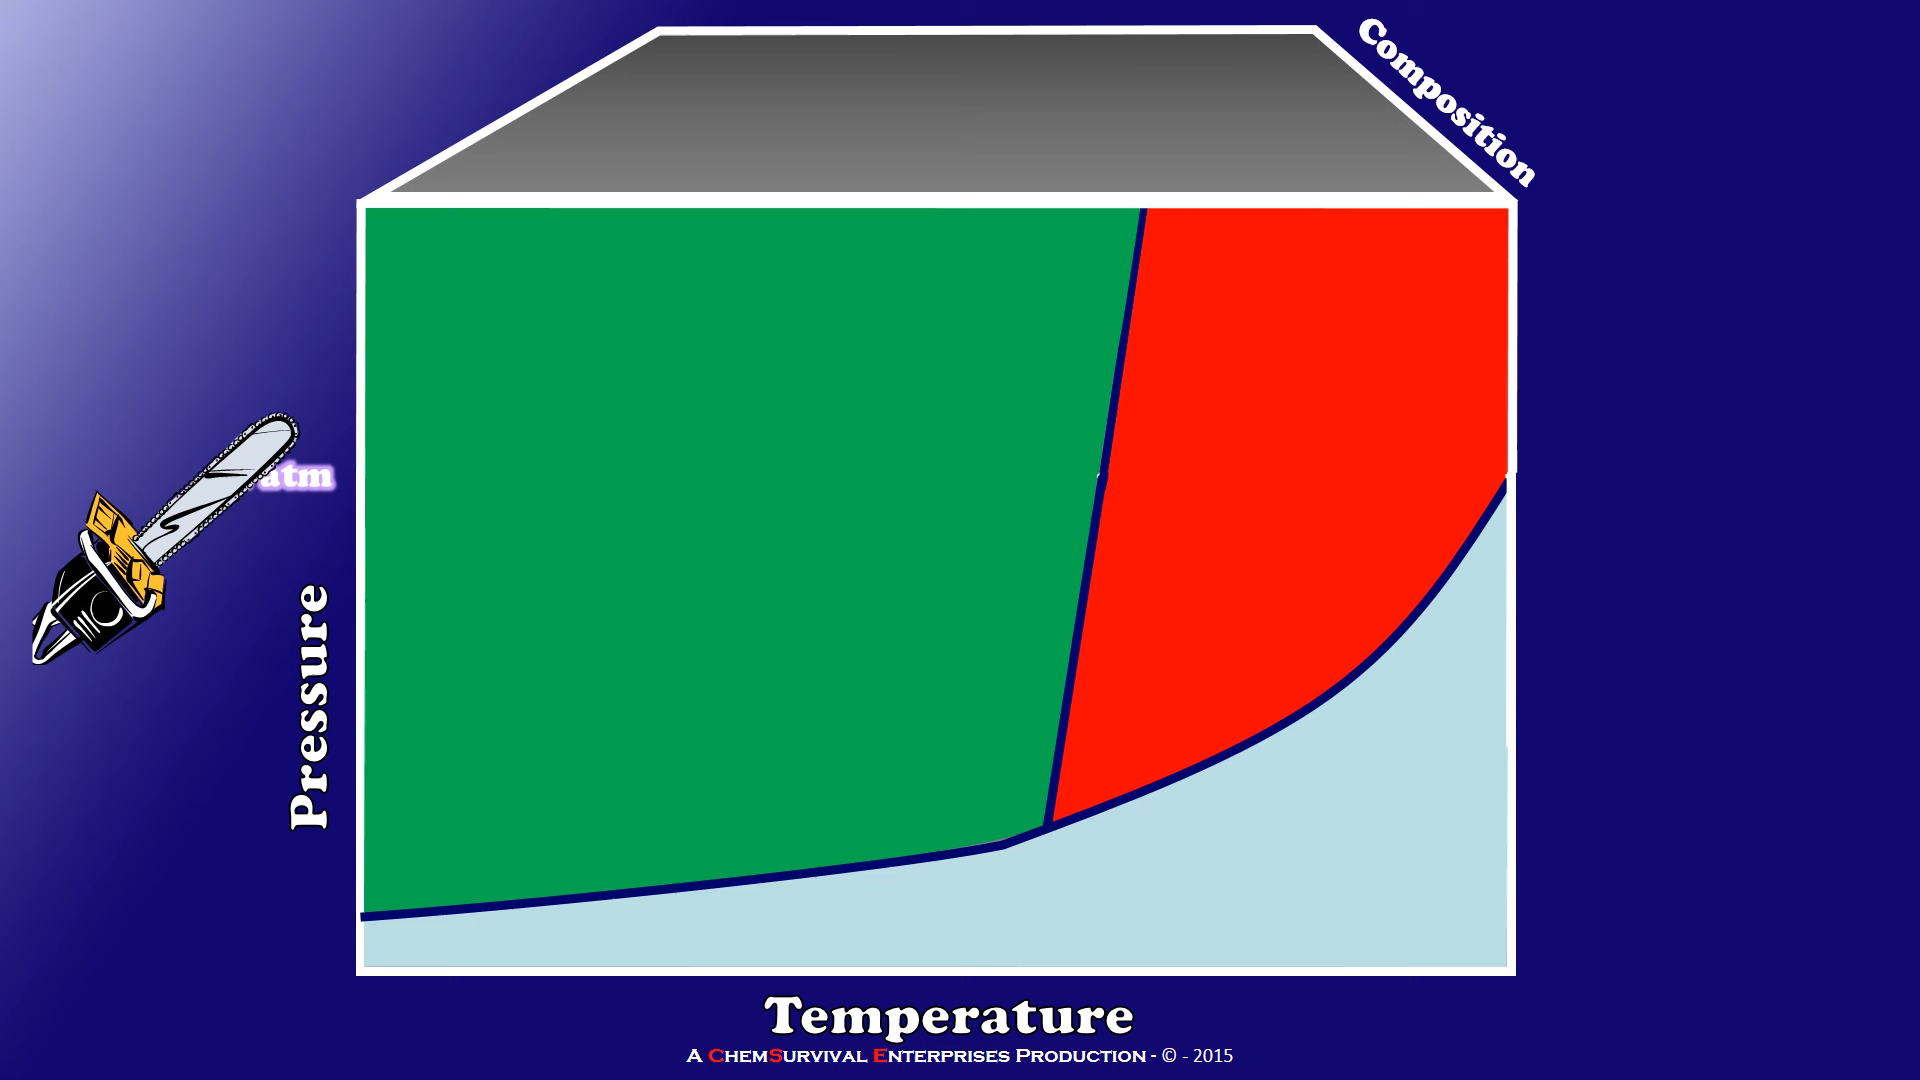 Composition
atm
Pressure
Temperature
A ChemSurvival Enterprises Production - © - 2015